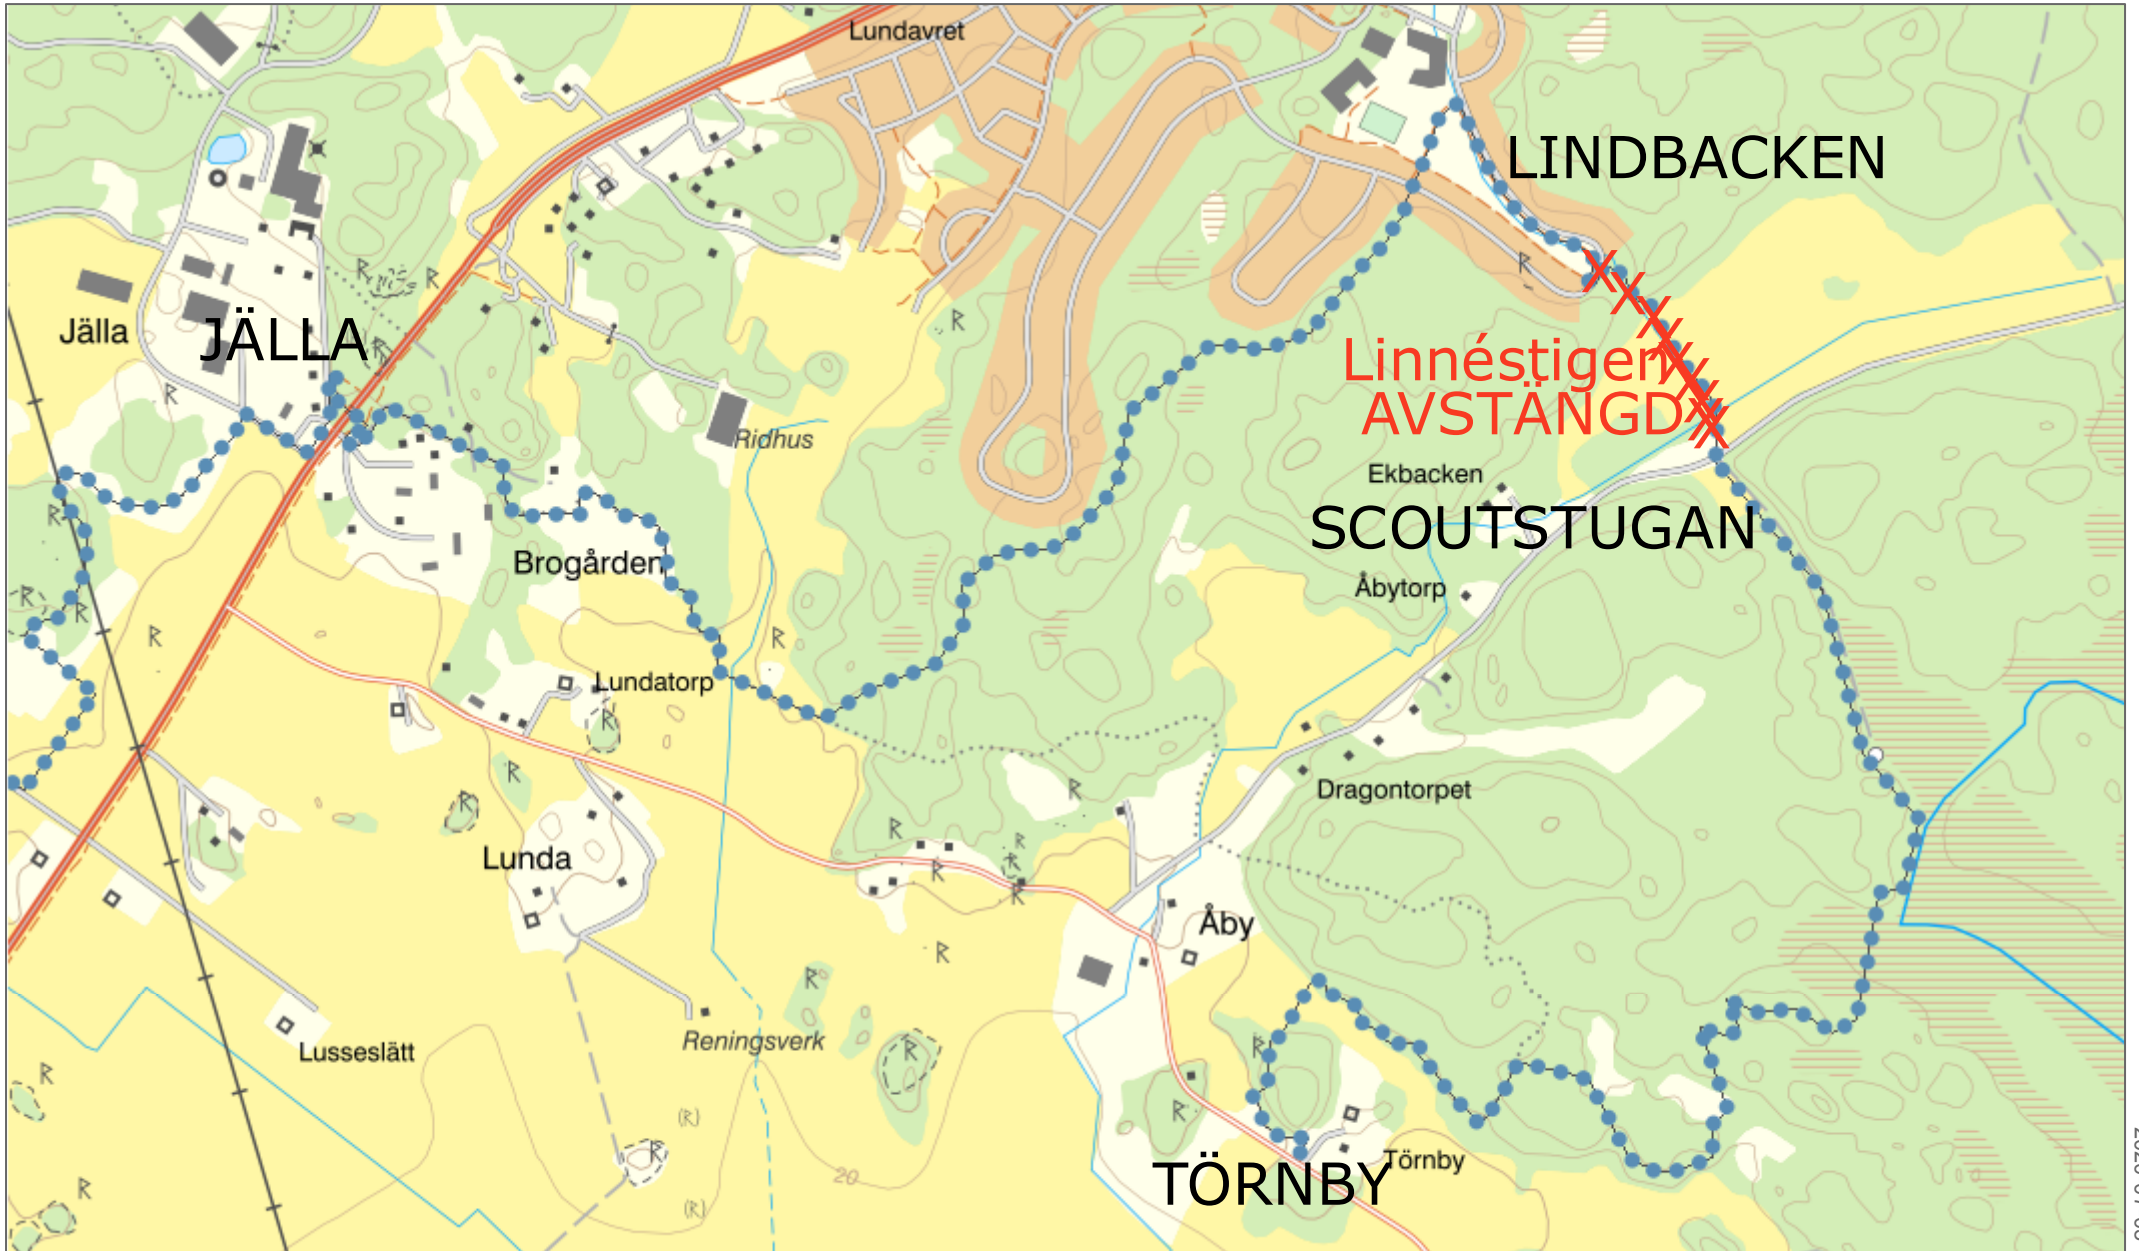 Lundavret
LINDBACKEN
Jälla
JÄLLA
Linnéstigen
AVSTÄNGD
Ridhus
Ekbacken
SCOUTSTUGAN
Brogården
Åbytorp
Lundatorp
Dragontorpet
Lunda
Åby
Reningsverk
Lusseslätt
20
TÖRNBY
Törnby